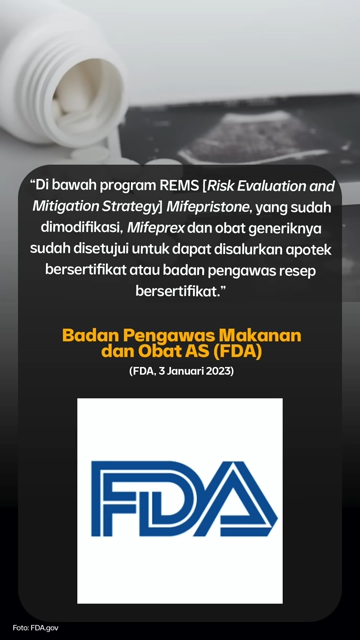 “Di bawah program REMS [Risk Evaluation and
Mitigation Strategy] Mifepristone, yang sudah
dimodifikasi, Mifeprex dan obat generiknya
sudah disetujui untuk dapat disalurkan apotek
bersertifikat atau badan pengawas resep
bersertifikat.”
Badan Pengawas Makanan
dan Obat AS (FDA)
(FDA, 3 Januari 2023)
FDA
Foto: FDA.gov